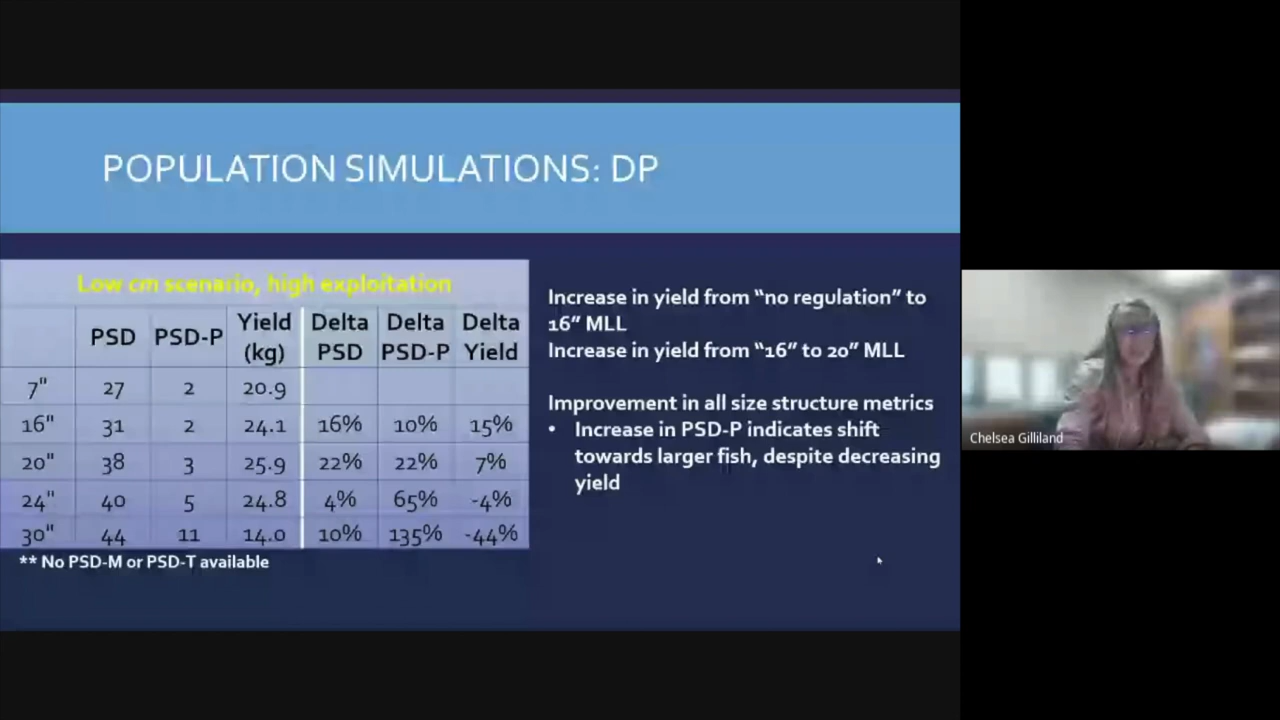 POPULATION SIMULATIONS: DP
Low cm scenario, high exploitation
PSD PSD-P Yield (kg) Delta PSD Delta PSD-P Delta Yield
7" 27 2 20.9
16" 31 2 24.1 16% 10% 15%
20" 38 3 25.9 22% 22% 7%
24" 40 5 24.8 4% 65% -4%
30" 44 11 14.0 10% 135% -44%
** No PSD-M or PSD-T available
Increase in yield from “no regulation” to
16” MLL
Increase in yield from “16” to 20” MLL
Improvement in all size structure metrics
• Increase in PSD-P indicates shift
towards larger fish, despite decreasing
yield
Chelsea Gilliland